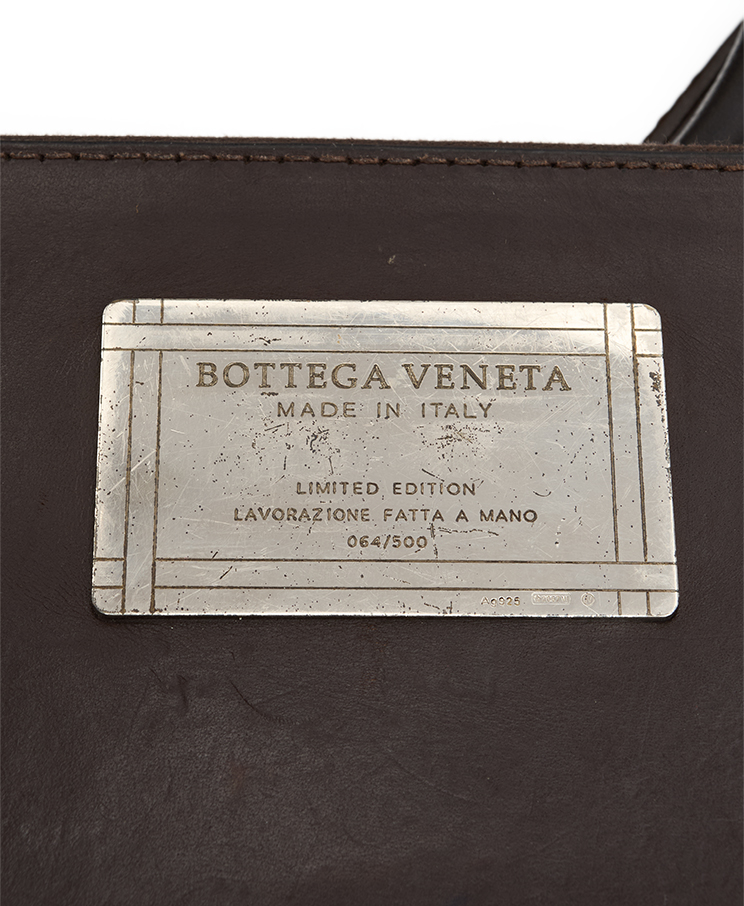 BOTTEGA VENETA
MADE IN ITALY
LIMITED EDITION
LAVORAZIONE FATTA A MANO
064/500
Ag925